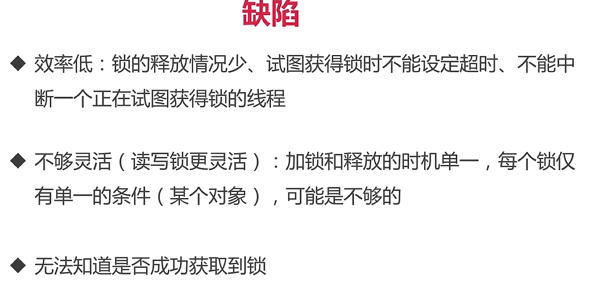 缺陷
◆ 效率低：锁的释放情况少、试图获得锁时不能设定超时、不能中
断一个正在试图获得锁的线程
◆ 不够灵活（读写锁更灵活）：加锁和释放的时机单一，每个锁仅
有单一的条件（某个对象），可能是不够的
◆ 无法知道是否成功获取到锁